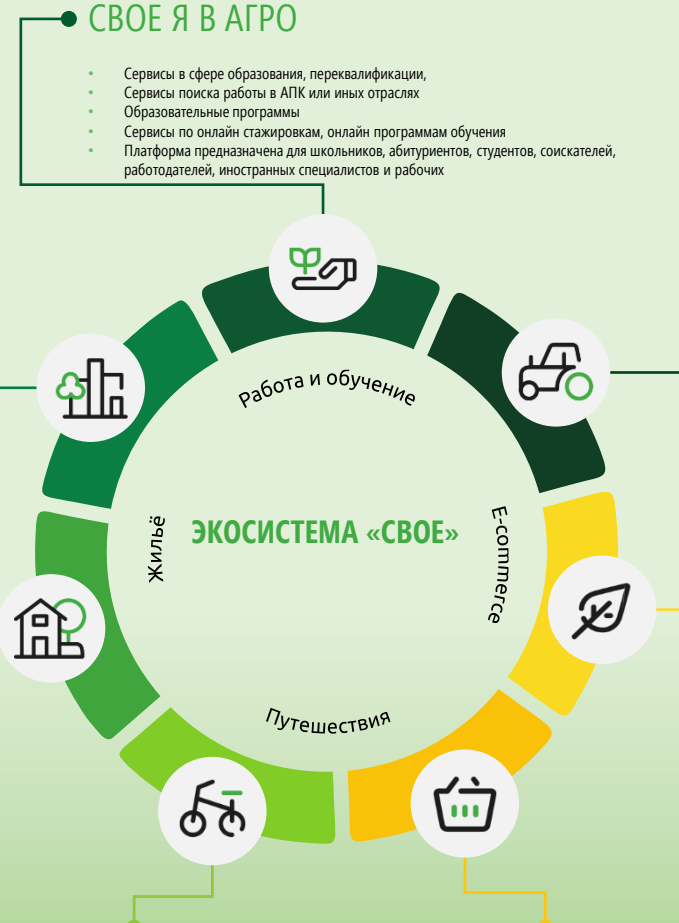 СВОЕ Я В АГРО
• Сервисы в сфере образования, переквалификации,
• Сервисы поиска работы в АПК или иных отраслях
• Образовательные программы
• Сервисы по онлайн стажировкам, онлайн программам обучения
• Платформа предназначена для школьников, абитуриентов, студентов, соискателей,
работодателей, иностранных специалистов и рабочих
Работа и обучение
Жильё
ЭКОСИСТЕМА «СВОЕ»
E-commerce
Путешествия